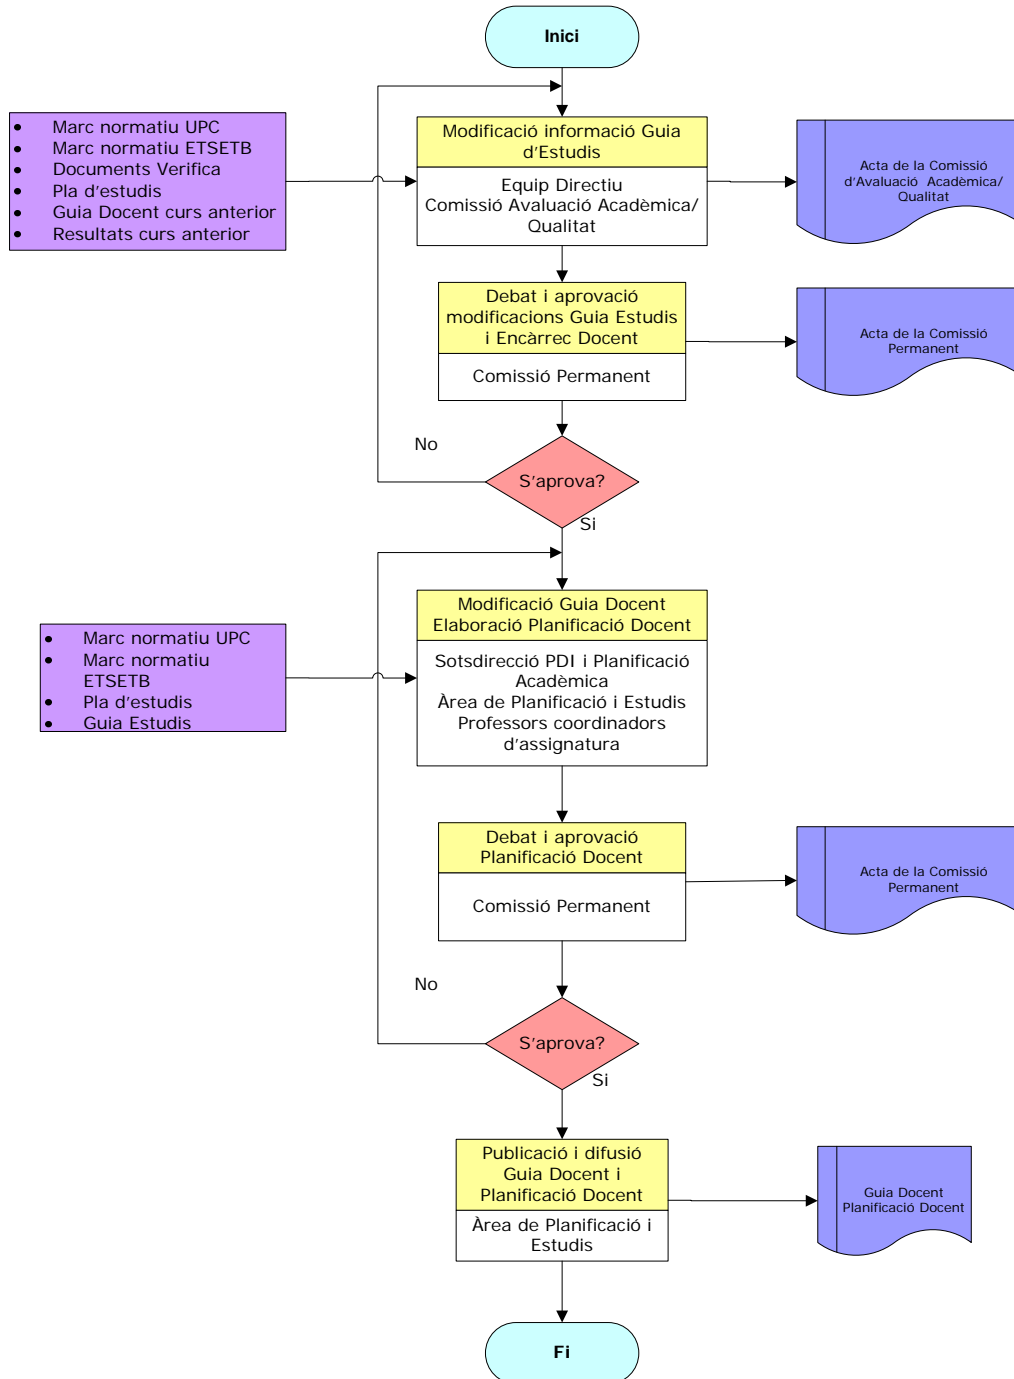 Inici
• Marc normatiu UPC
• Marc normatiu ETSETB
• Documents Verifica
• Pla d'estudis
• Guia Docent curs anterior
• Resultats curs anterior
Modificació informació Guia
d'Estudis
Equip Directiu
Comissió Avaluació Acadèmica/
Qualitat
Acta de la Comissió
d'Avaluació Acadèmica/
Qualitat
Debat i aprovació
modificacions Guia Estudis
i Encàrrec Docent
Comissió Permanent
Acta de la Comissió
Permanent
No
S'aprova?
Si
• Marc normatiu UPC
• Marc normatiu
ETSETB
• Pla d'estudis
• Guia Estudis
Modificació Guia Docent
Elaboració Planificació Docent
Sotsdirecció PDI i Planificació
Acadèmica
Àrea de Planificació i Estudis
Professors coordinadors
d'assignatura
Debat i aprovació
Planificació Docent
Comissió Permanent
Acta de la Comissió
Permanent
No
S'aprova?
Si
Publicació i difusió
Guia Docent i
Planificació Docent
Àrea de Planificació i
Estudis
Guia Docent
Planificació Docent
Fi